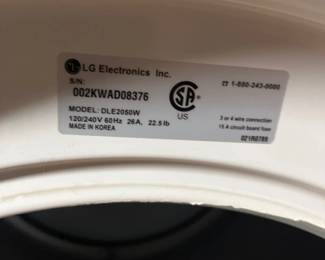 LG Electronics Inc.
1-800-243-0000
S/N:
002KWAD08376
MODEL: DLE2050W
US
120/240V 60Hz 26A, 22.5 lb
3 or 4 wire connection
MADE IN KOREA
15 A circuit board fuse